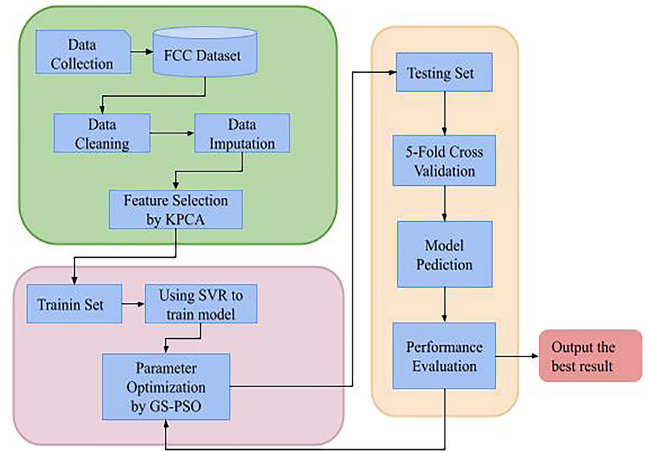 Data
Collection
FCC Dataset
Data
Cleaning
Data
Imputation
Feature Selection
by KPCA
Trainin Set
Using SVR to
train model
Parameter
Optimization
by GS-PSO
Testing Set
5-Fold Cross
Validation
Model
Pediction
Performance
Evaluation
Output the
best result